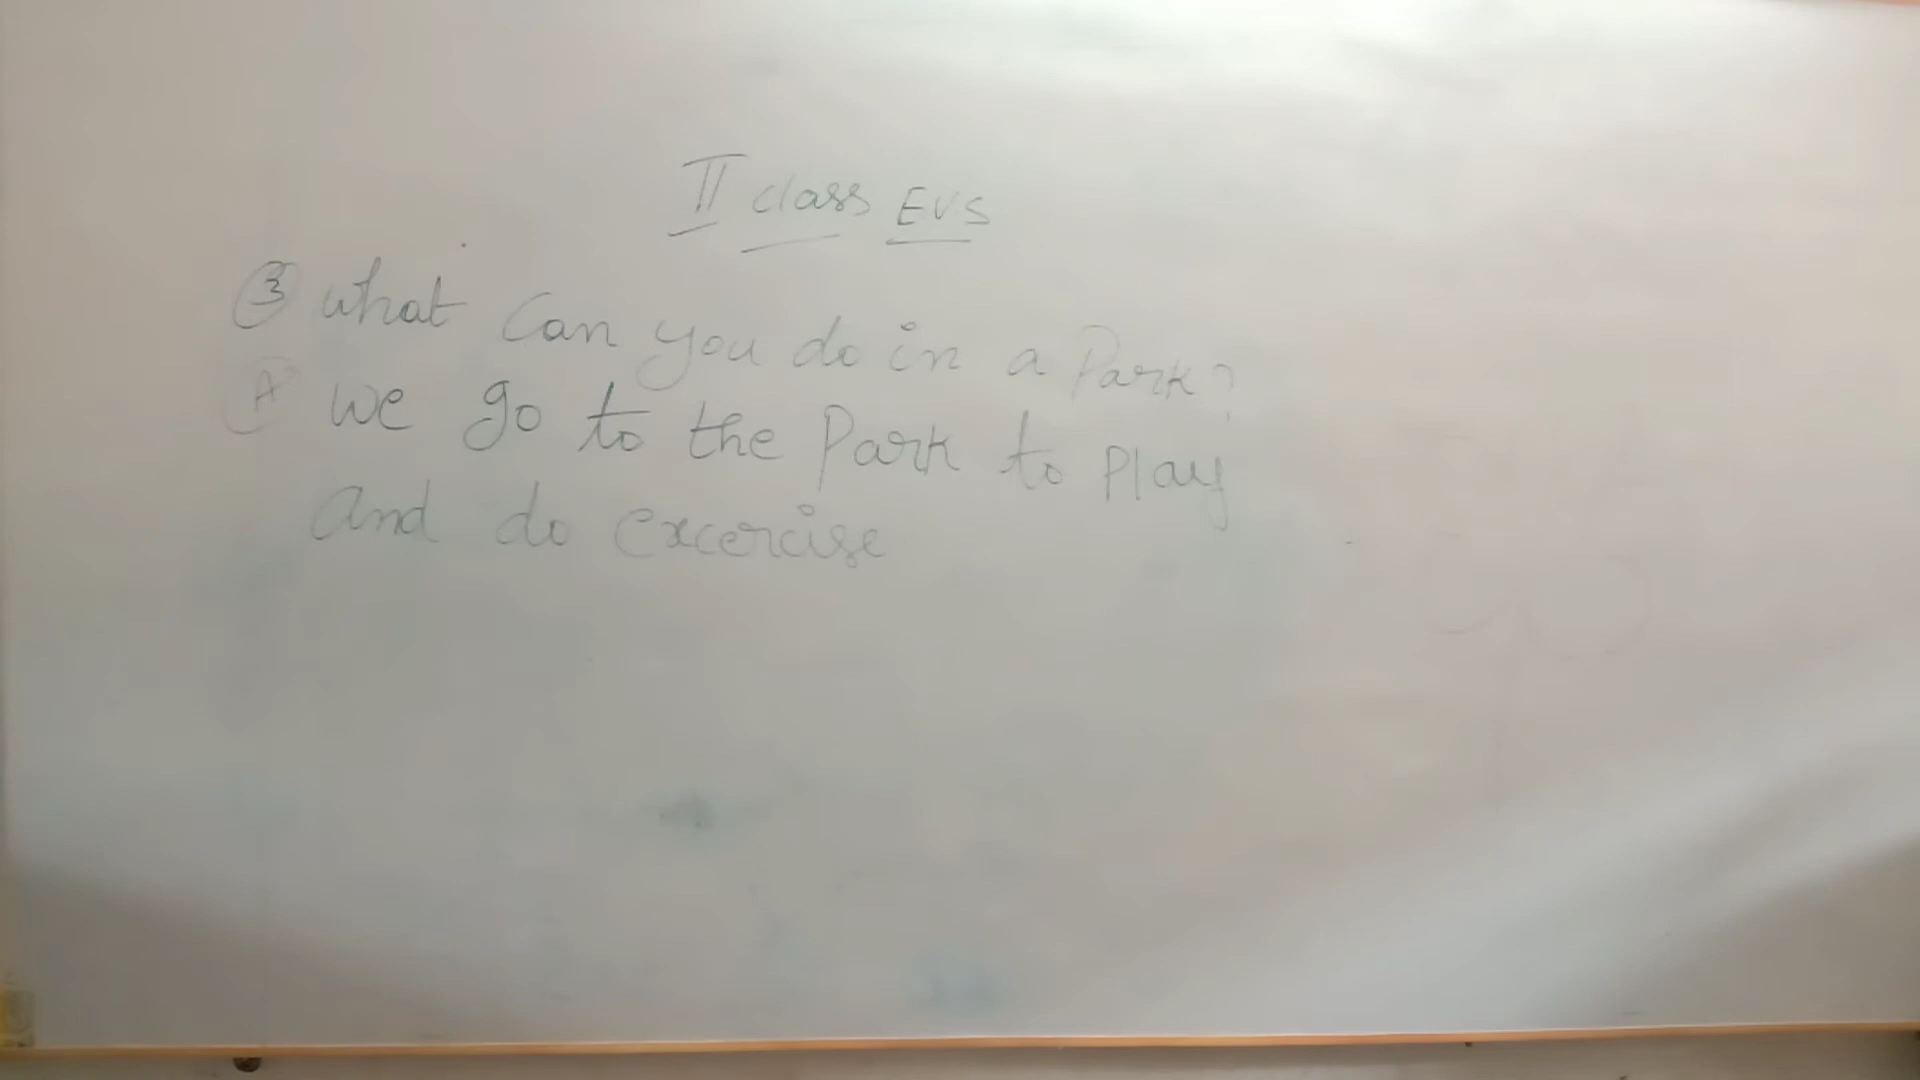 II class EVS
③ what can you do in a Park?
Ⓐ we go to the Park to Play
and do excercise